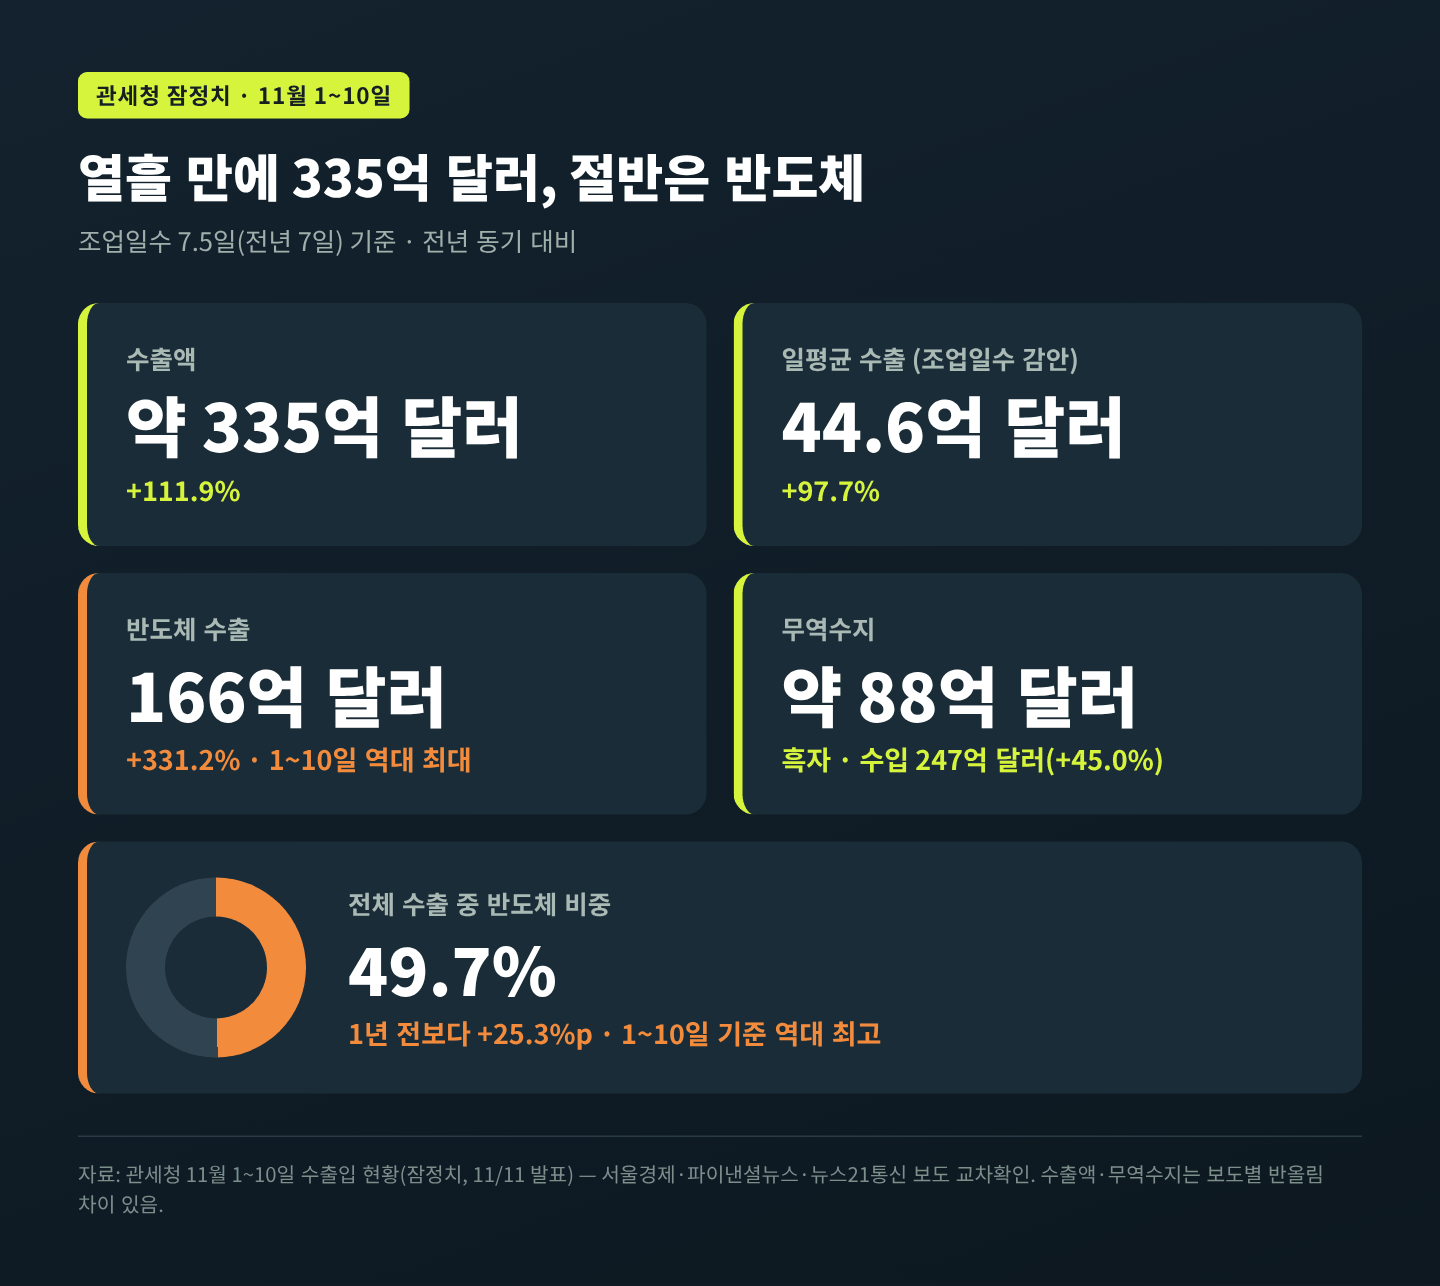 관세청 잠정치 · 11월 1~10일
열흘 만에 335억 달러, 절반은 반도체
조업일수 7.5일(전년 7일) 기준 · 전년 동기 대비
수출액
약 335억 달러
+111.9%
일평균 수출 (조업일수 감안)
44.6억 달러
+97.7%
반도체 수출
166억 달러
+331.2% · 1~10일 역대 최대
무역수지
약 88억 달러
흑자 · 수입 247억 달러(+45.0%)
전체 수출 중 반도체 비중
49.7%
1년 전보다 +25.3%p · 1~10일 기준 역대 최고
자료: 관세청 11월 1~10일 수출입 현황(잠정치, 11/11 발표) — 서울경제·파이낸셜뉴스·뉴스21통신 보도 교차확인. 수출액·무역수지는 보도별 반올림
차이 있음.